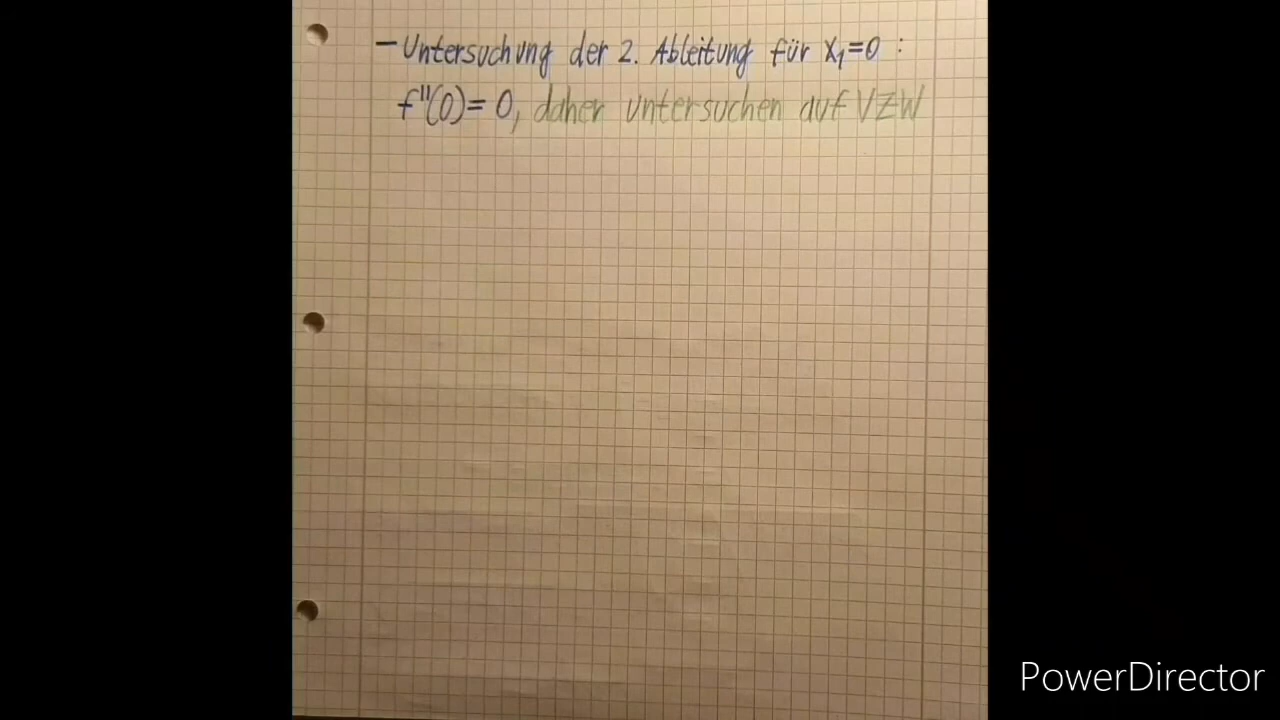 – Untersuchung der 2. Ableitung für x₁=0 :
f''(0)= 0, daher untersuchen auf VZW
PowerDirector